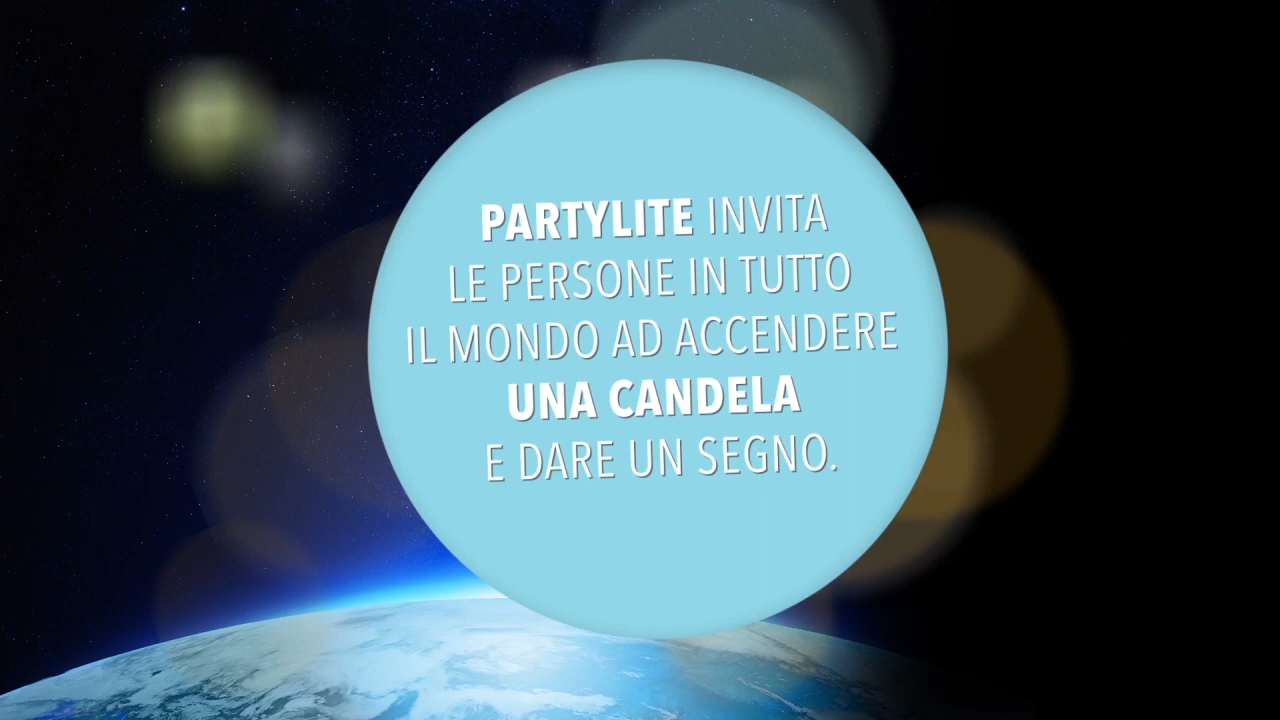 PARTYLITE INVITA
LE PERSONE IN TUTTO
IL MONDO AD ACCENDERE
UNA CANDELA
E DARE UN SEGNO.